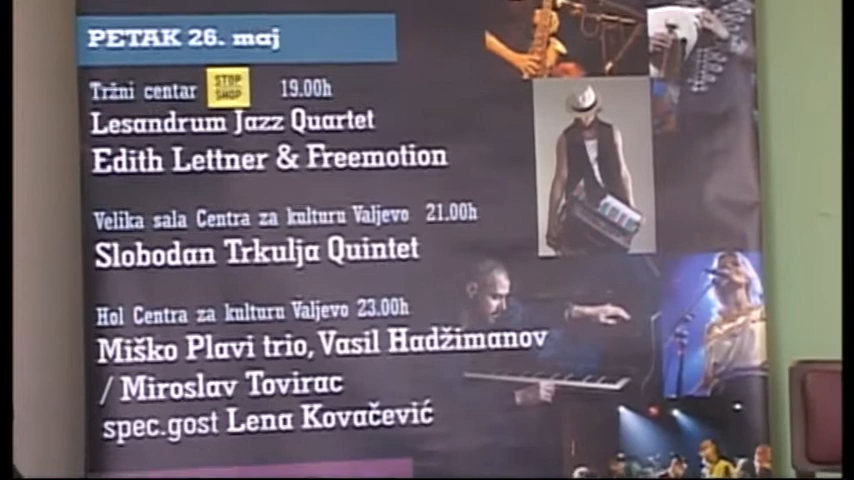 PETAK 26. maj
Tržni centar STOP SHOP 19.00h
Lesandrum Jazz Quartet
Edith Lettner & Freemotion
Velika sala Centra za kulturu Valjevo 21.00h
Slobodan Trkulja Quintet
Hol Centra za kulturu Valjevo 23.00h
Miško Plavi trio, Vasil Hadžimanov
/ Miroslav Tovirac
spec.gost Lena Kovačević